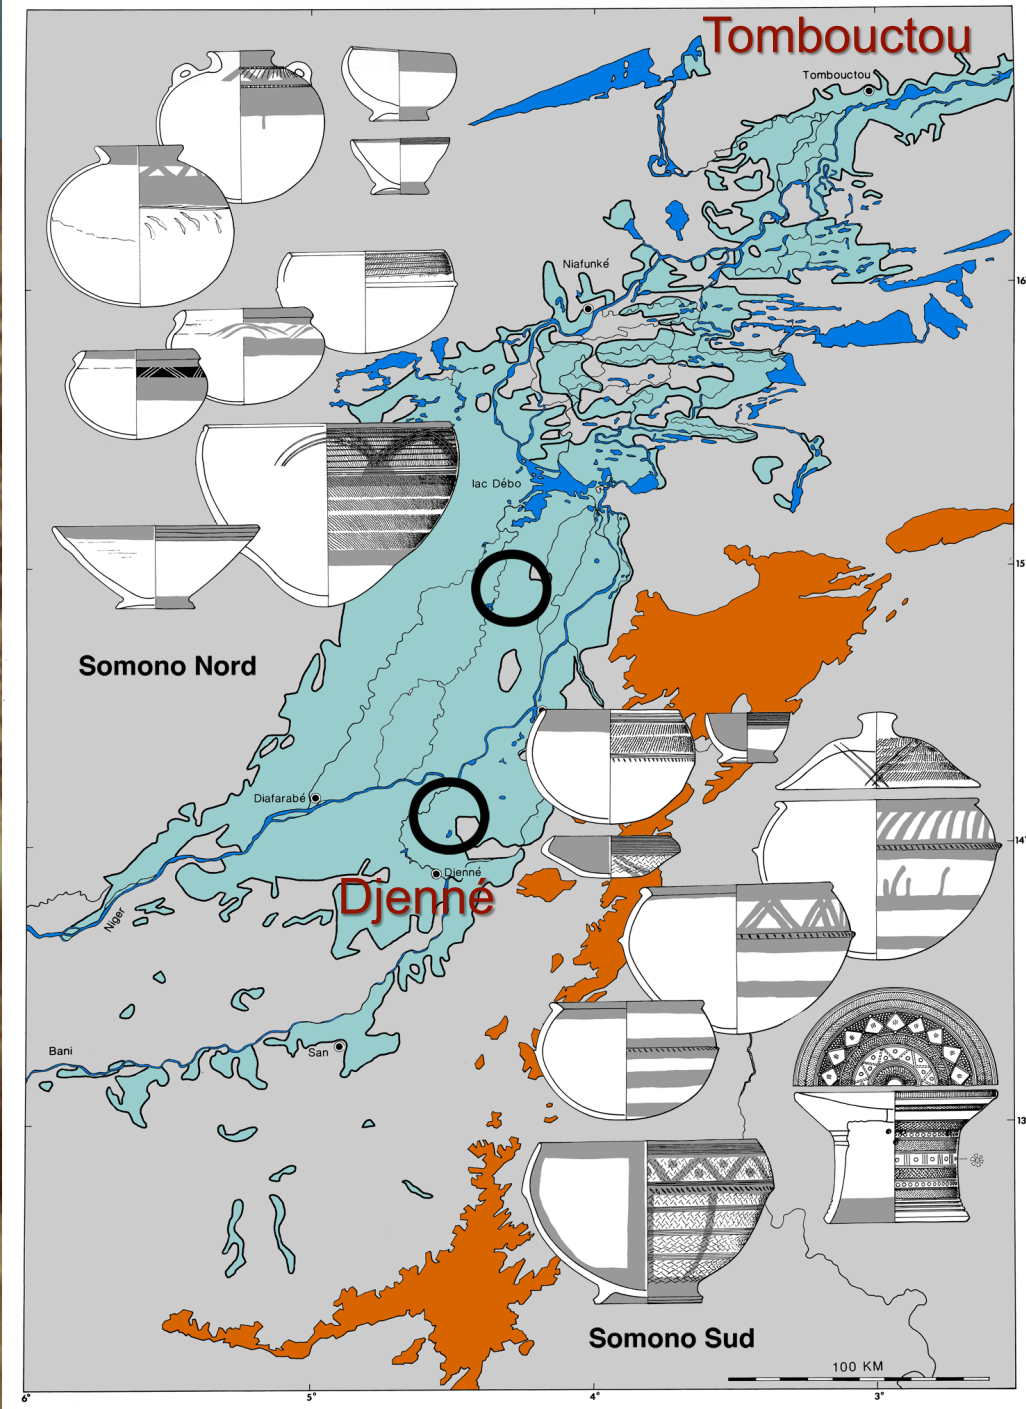 Tombouctou
Tombouctou
16
Niafunké
lac Débo
15
Somono Nord
Diafarabé
14°
Djenné
Djenné
Niger
Bani
San
13
Somono Sud
100 KM
6°
5°
4°
3°